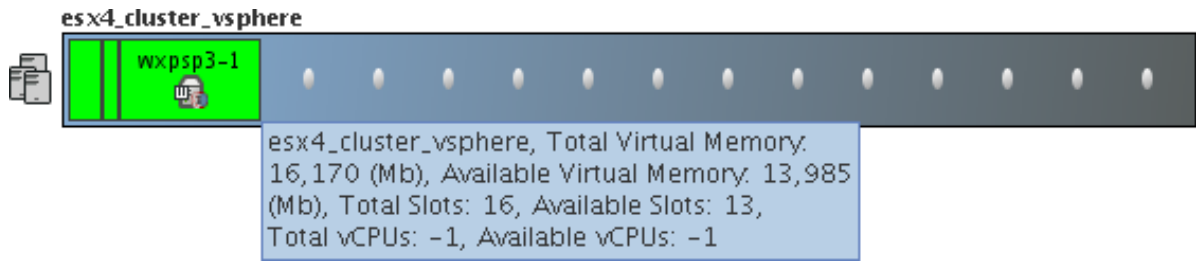 esx4_cluster_vsphere
wxpsp3-1
esx4_cluster_vsphere, Total Virtual Memory:
16,170 (Mb), Available Virtual Memory: 13,985
(Mb), Total Slots: 16, Available Slots: 13,
Total vCPUs: -1, Available vCPUs: -1